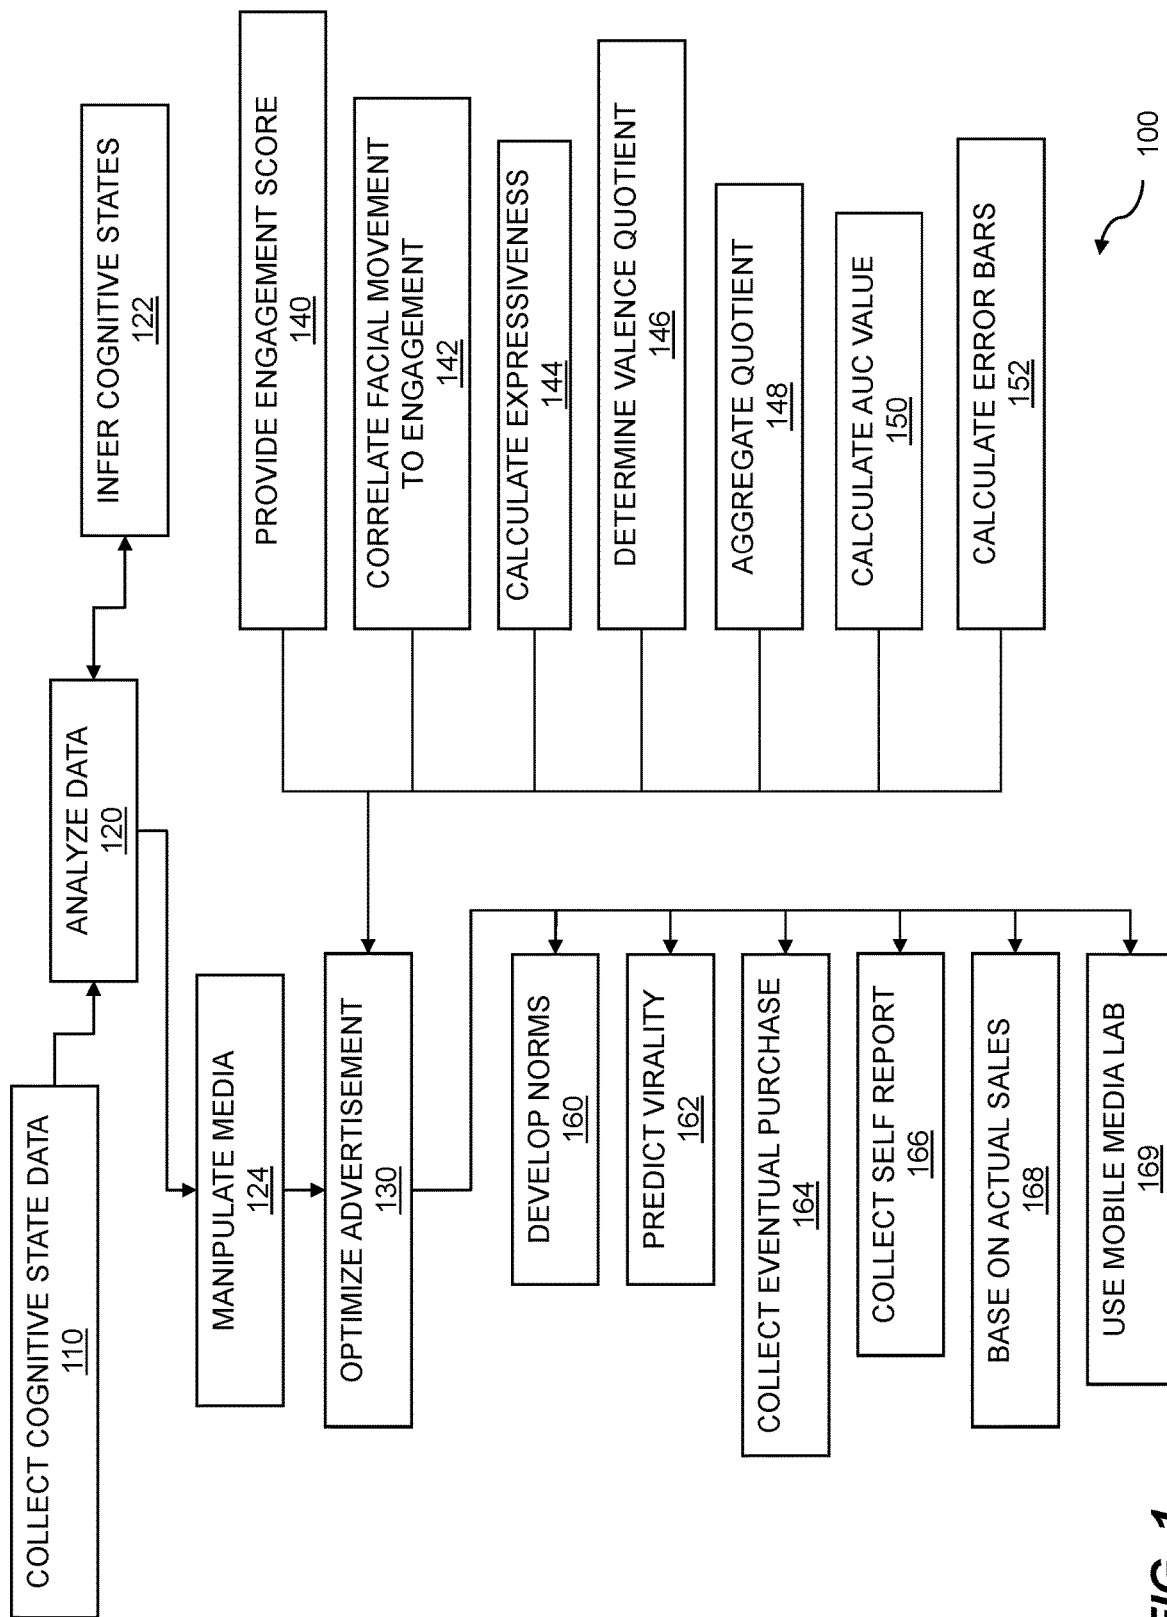 COLLECT COGNITIVE STATE DATA
110
ANALYZE DATA
120
INFER COGNITIVE STATES
122
MANIPULATE MEDIA
124
OPTIMIZE ADVERTISEMENT
130
PROVIDE ENGAGEMENT SCORE
140
CORRELATE FACIAL MOVEMENT
TO ENGAGEMENT
142
CALCULATE EXPRESSIVENESS
144
DETERMINE VALENCE QUOTIENT
146
AGGREGATE QUOTIENT
148
CALCULATE AUC VALUE
150
CALCULATE ERROR BARS
152
DEVELOP NORMS
160
PREDICT VIRALITY
162
COLLECT EVENTUAL PURCHASE
164
COLLECT SELF REPORT
166
BASE ON ACTUAL SALES
168
USE MOBILE MEDIA LAB
169
100
FIG. 1